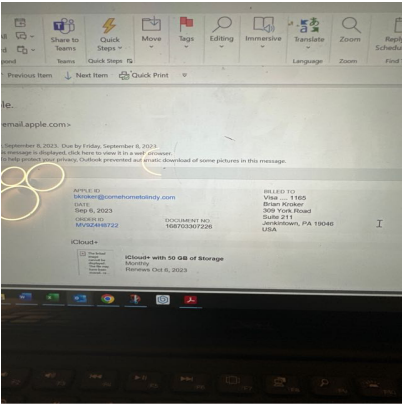 Share to Teams
Quick Steps
Move
Tags
Editing
Immersive
Translate
Zoom
Teams
Quick Steps
Language
Zoom
Find
Previous Item
Next Item
Quick Print
email.apple.com>
September 8, 2023. Due by Friday, September 8, 2023
message is displayed, click here to view it in a web browser.
to help protect your privacy, Outlook prevented automatic download of some pictures in this message.
APPLE ID
bkroker@comehometolindy.com
DATE
Sep 6, 2023
ORDER ID
DOCUMENT NO.
168703307226
BILLED TO
Visa .... 1165
Brian Kroker
309 York Road
Suite 211
Jenkintown, PA 19046
USA
iCloud+
iCloud+ with 50 GB of Storage
Monthly
Renews Oct 6, 2023